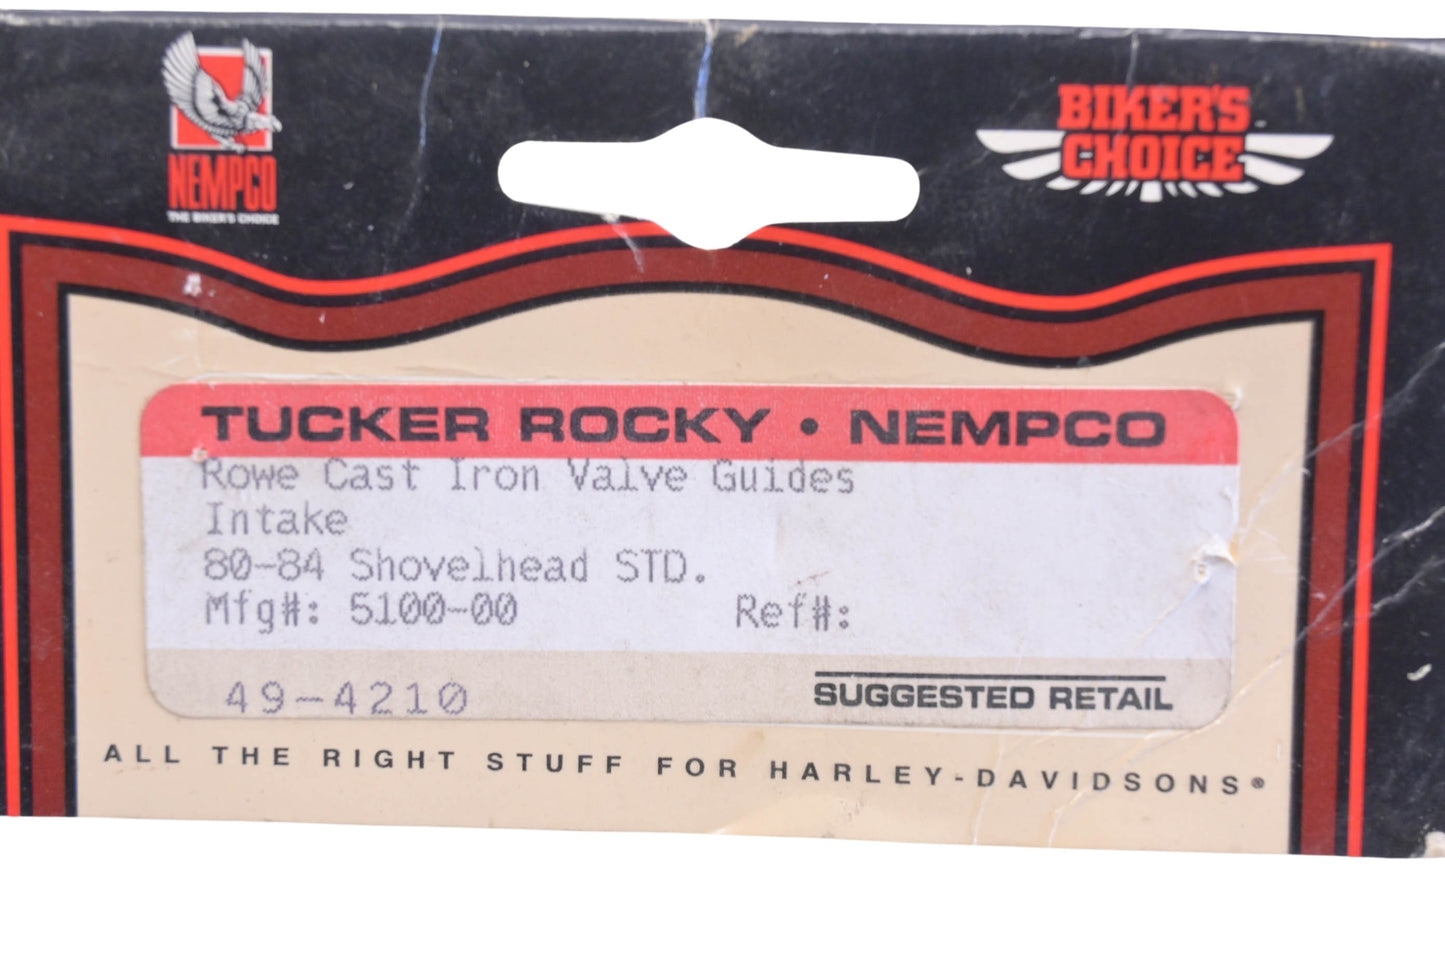 NEMPCO
THE BIKER'S CHOICE
BIKER'S
CHOICE
TUCKER ROCKY • NEMPCO
Rowe Cast Iron Valve Guides
Intake
80-84 Shovelhead STD.
Mfg#: 5100-00 Ref#:
49-4210
SUGGESTED RETAIL
ALL THE RIGHT STUFF FOR HARLEY-DAVIDSONS®